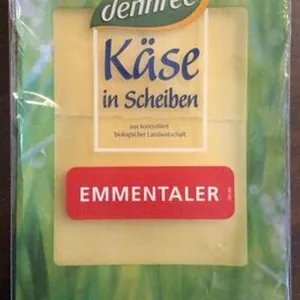 dennree
Käse
in Scheiben
aus kontrolliert
biologischer Landwirtschaft
EMMENTALER